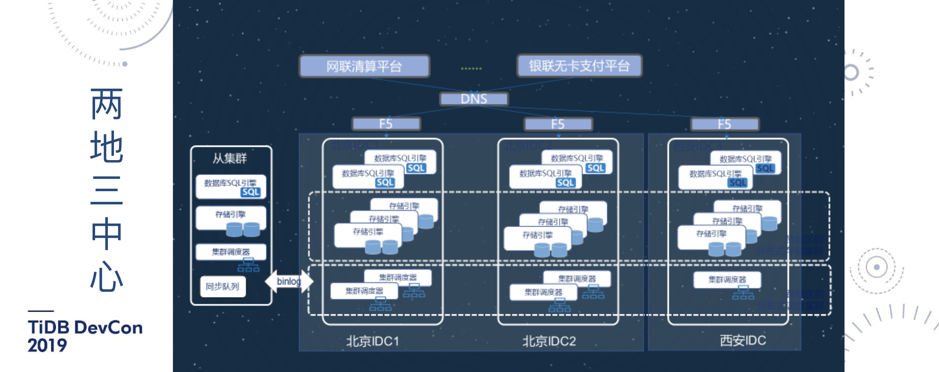 两
地
三
中
心
TiDB DevCon
2019
网联清算平台
......
银联无卡支付平台
DNS
F5
F5
F5
从集群
数据库SQL引擎
SQL
存储引擎
集群调度器
同步队列
binlog
数据库SQL引擎
SQL
数据库SQL引擎
SQL
存储引擎
存储引擎
存储引擎
集群调度器
集群调度器
北京IDC1
数据库SQL引擎
SQL
数据库SQL引擎
SQL
存储引擎
存储引擎
存储引擎
集群调度器
集群调度器
北京IDC2
数据库SQL引擎
SQL
数据库SQL引擎
SQL
存储引擎
存储引擎
存储引擎
集群调度器
西安IDC